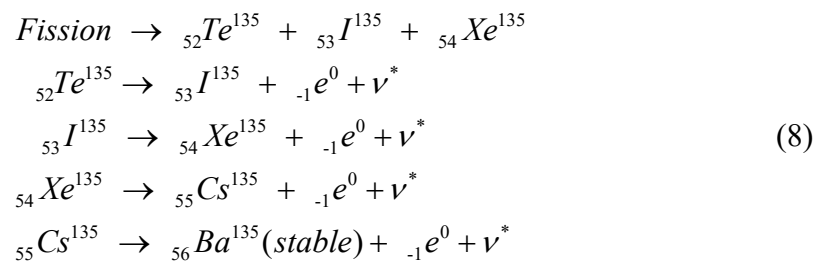 Fission → ₅₂Te¹³⁵ + ₅₃I¹³⁵ + ₅₄Xe¹³⁵
₅₂Te¹³⁵ → ₅₃I¹³⁵ + ₋₁e⁰ + ν*
₅₃I¹³⁵ → ₅₄Xe¹³⁵ + ₋₁e⁰ + ν* (8)
₅₄Xe¹³⁵ → ₅₅Cs¹³⁵ + ₋₁e⁰ + ν*
₅₅Cs¹³⁵ → ₅₆Ba¹³⁵(stable) + ₋₁e⁰ + ν*